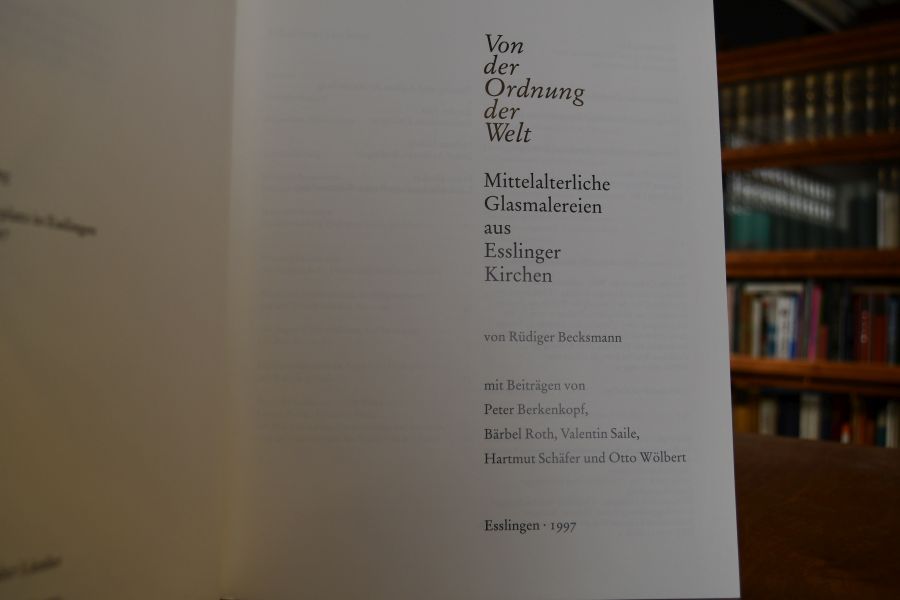 Von
der
Ordnung
der
Welt
Mittelalterliche
Glasmalereien
aus
Esslinger
Kirchen
von Rüdiger Becksmann
mit Beiträgen von
Peter Berkenkopf,
Bärbel Roth, Valentin Saile,
Hartmut Schäfer und Otto Wölbert
Esslingen · 1997